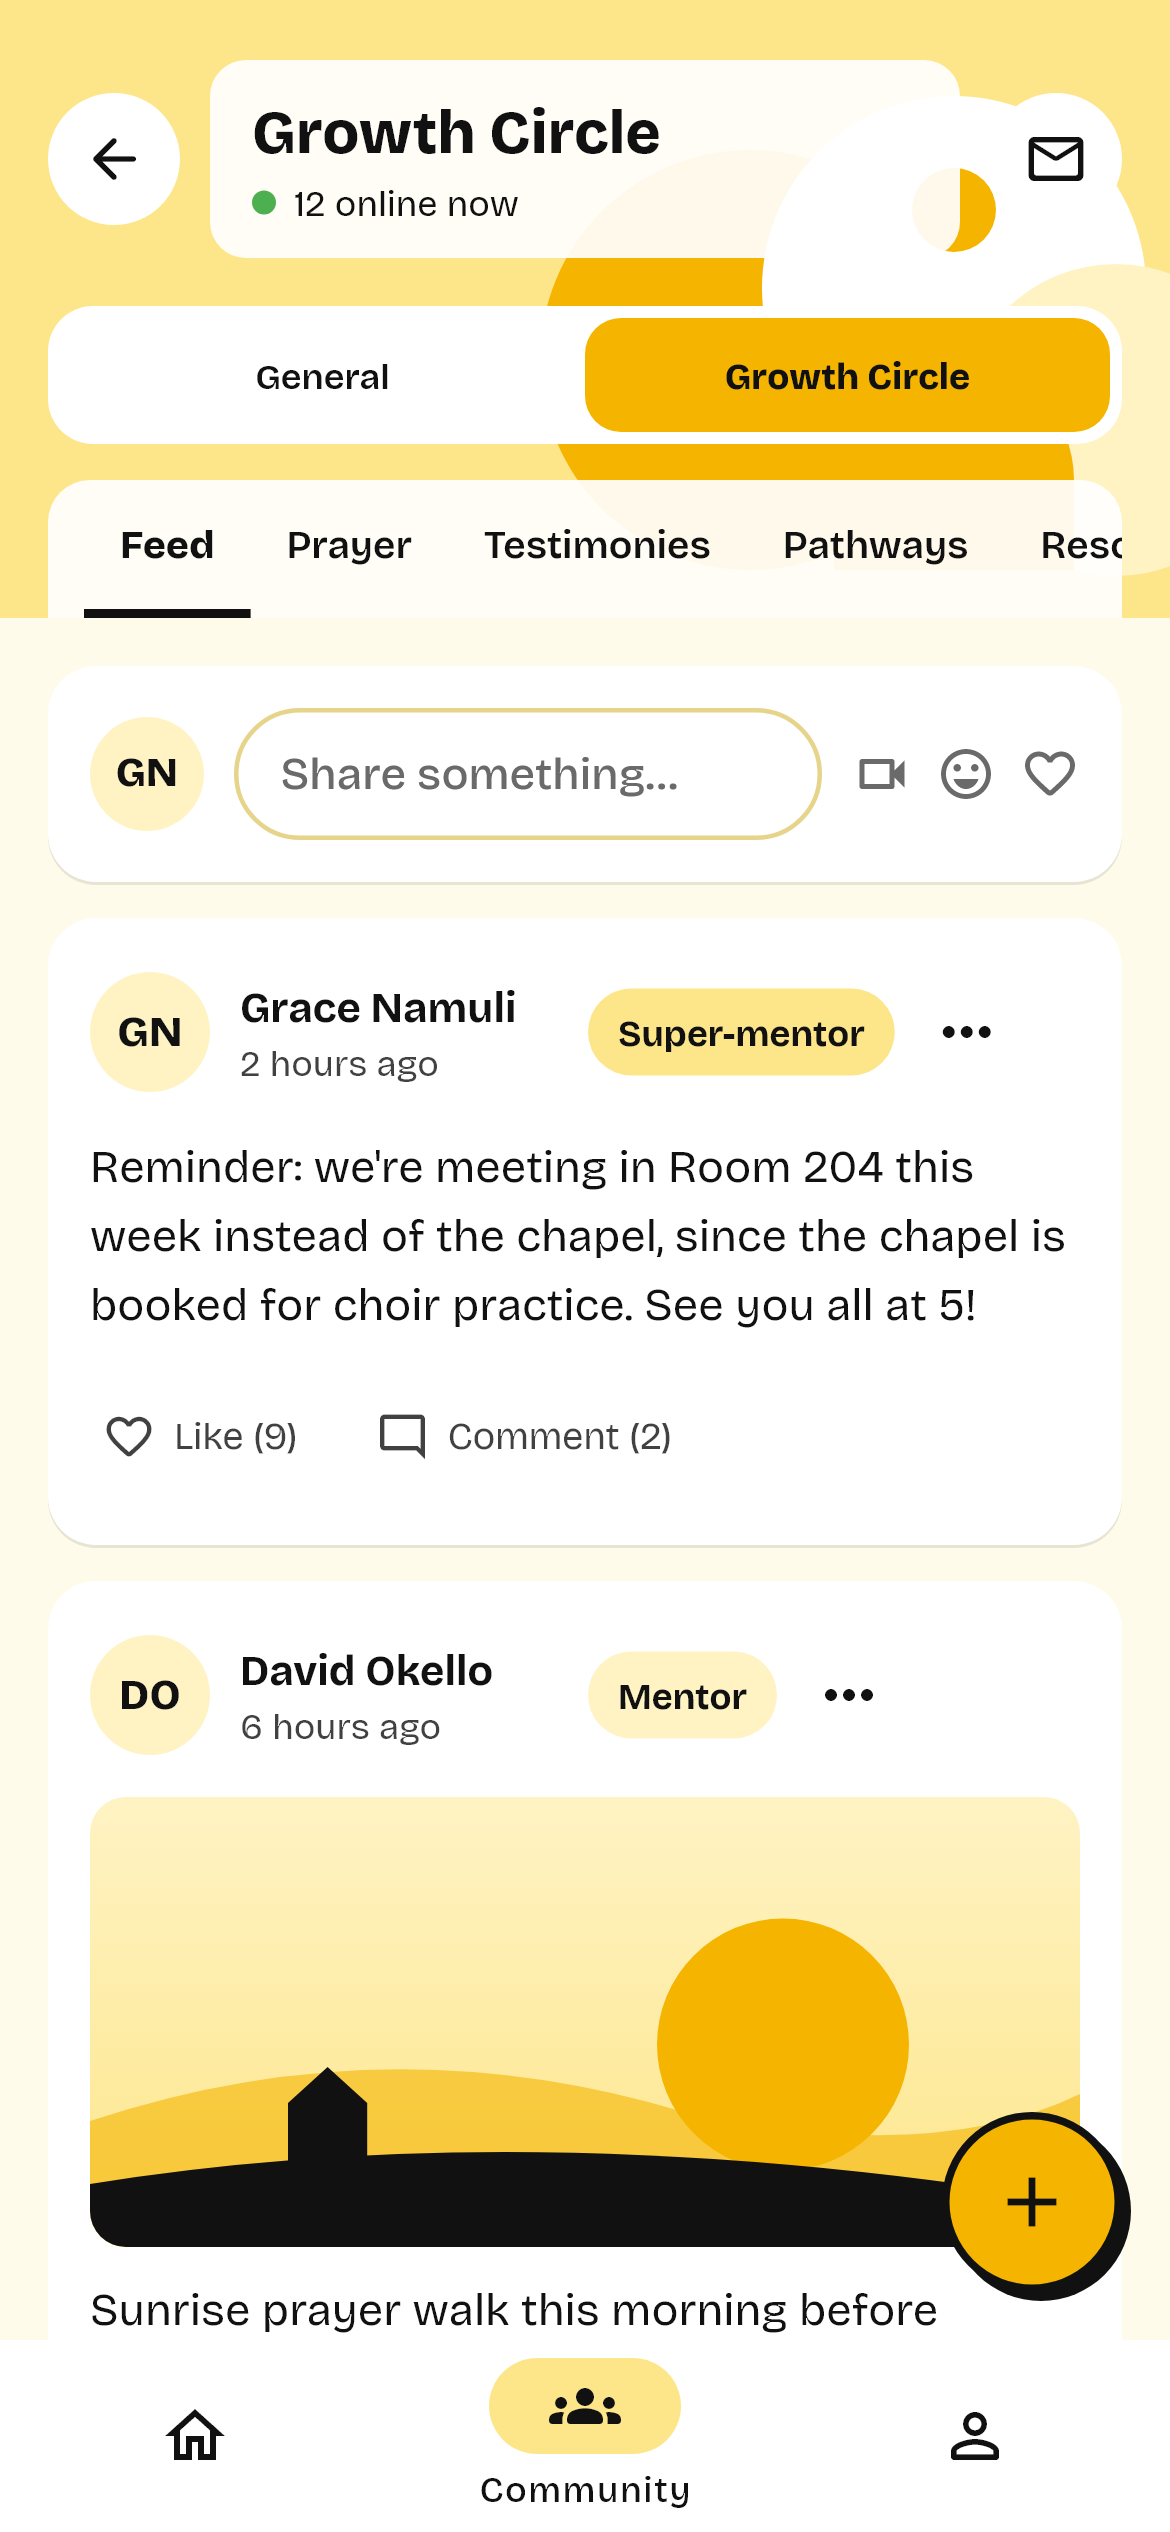 Growth Circle
12 online now
General
Growth Circle
Feed
Prayer
Testimonies
Pathways
GN
Share something...
GN
Grace Namuli
2 hours ago
Super-mentor
Reminder: we're meeting in Room 204 this
week instead of the chapel, since the chapel is
booked for choir practice. See you all at 5!
Like (9)
Comment (2)
DO
David Okello
6 hours ago
Mentor
Sunrise prayer walk this morning before
Community